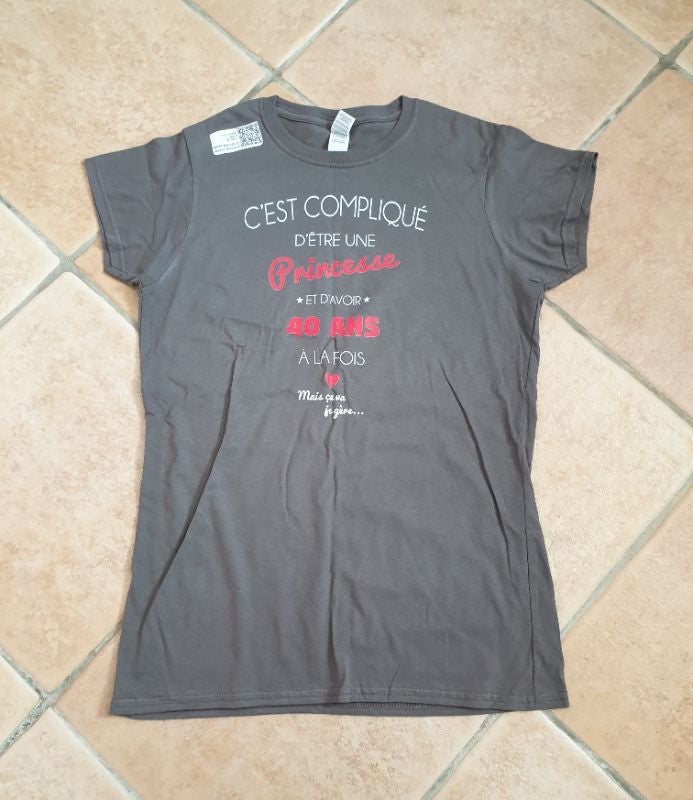 C'EST COMPLIQUÉ
D'ÊTRE UNE
Princesse
★ ET D'AVOIR ★
40 ANS
À LA FOIS
Mais ça va
je gère...